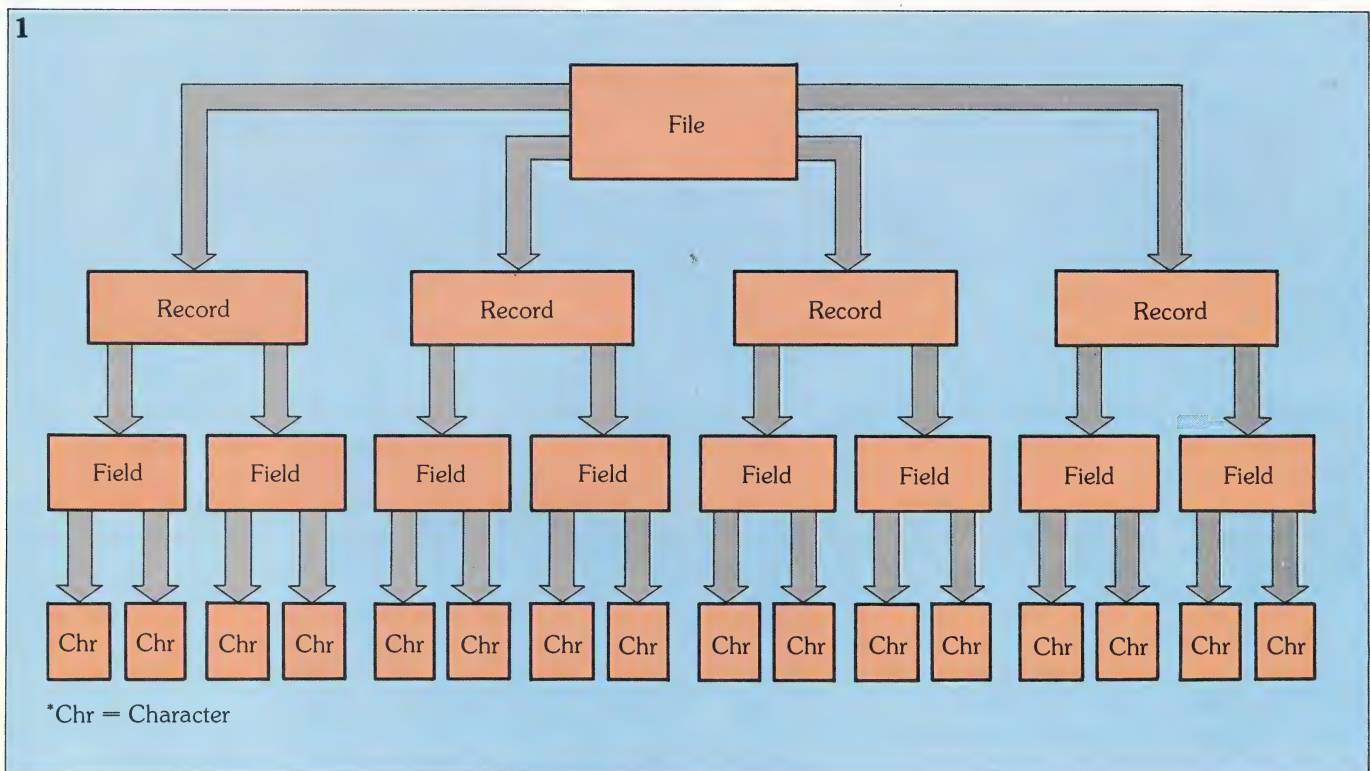 1
File
Record Record Record Record
Field Field Field Field Field Field Field Field
Chr Chr Chr Chr Chr Chr Chr Chr Chr Chr Chr Chr Chr Chr Chr Chr
*Chr = Character